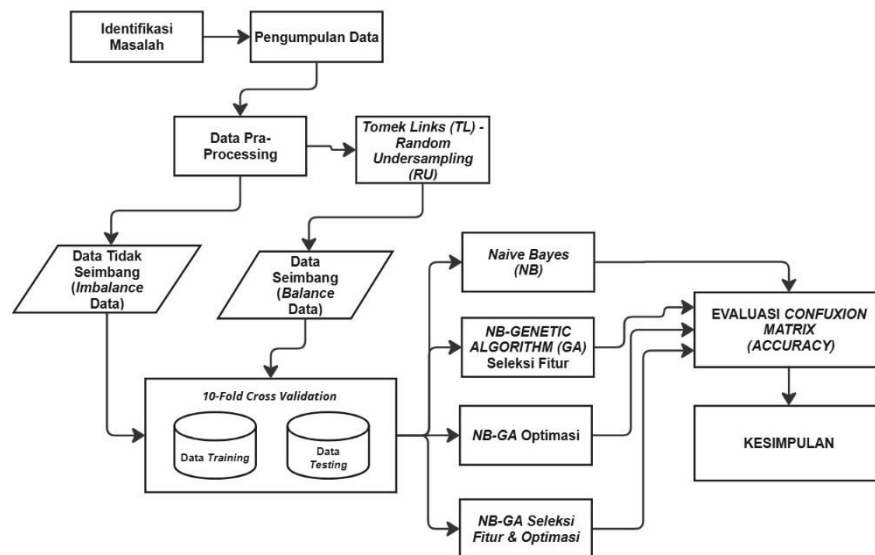 Identifikasi
Masalah
Pengumpulan Data
Data Pra-
Processing
Tomek Links (TL) -
Random
Undersampling
(RU)
Data Tidak
Seimbang
(Imbalance
Data)
Data
Seimbang
(Balance
Data)
10-Fold Cross Validation
Data Training
Data
Testing
Naive Bayes
(NB)
NB-GENETIC
ALGORITHM (GA)
Seleksi Fitur
NB-GA Optimasi
NB-GA Seleksi
Fitur & Optimasi
EVALUASI CONFUXION
MATRIX
(ACCURACY)
KESIMPULAN